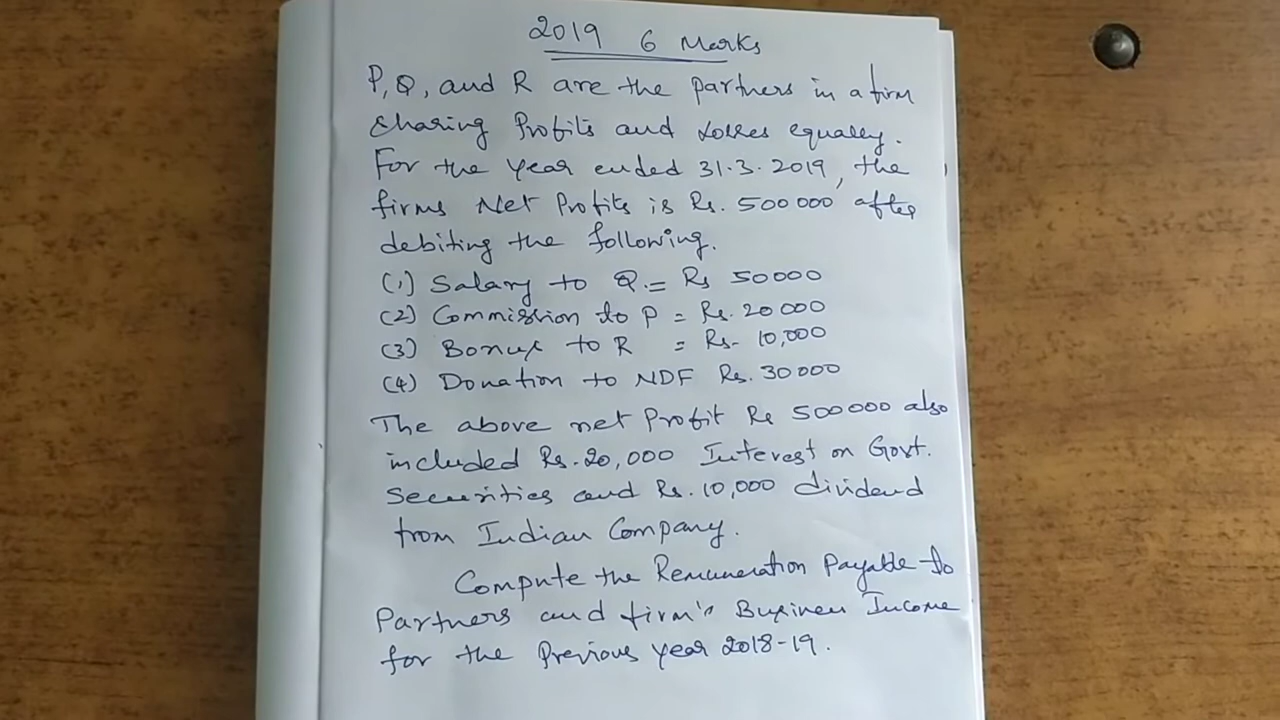 2019 6 Marks
P, Q, and R are the partners in a firm
sharing Profits and Losses equally.
For the year ended 31.3.2019, the
firms Net Profits is Rs. 500000 after
debiting the following.
(1) Salary to Q. = Rs 50000
(2) Commission to P = Rs. 20000
(3) Bonus to R = Rs- 10,000
(4) Donation to NDF Rs. 30000
The above net Profit Rs 500000 also
included Rs. 20,000 Interest on Govt.
Securities and Rs. 10,000 dividend
from Indian Company.
Compute the Remuneration Payable to
Partners and firm's Business Income
for the Previous year 2018-19.